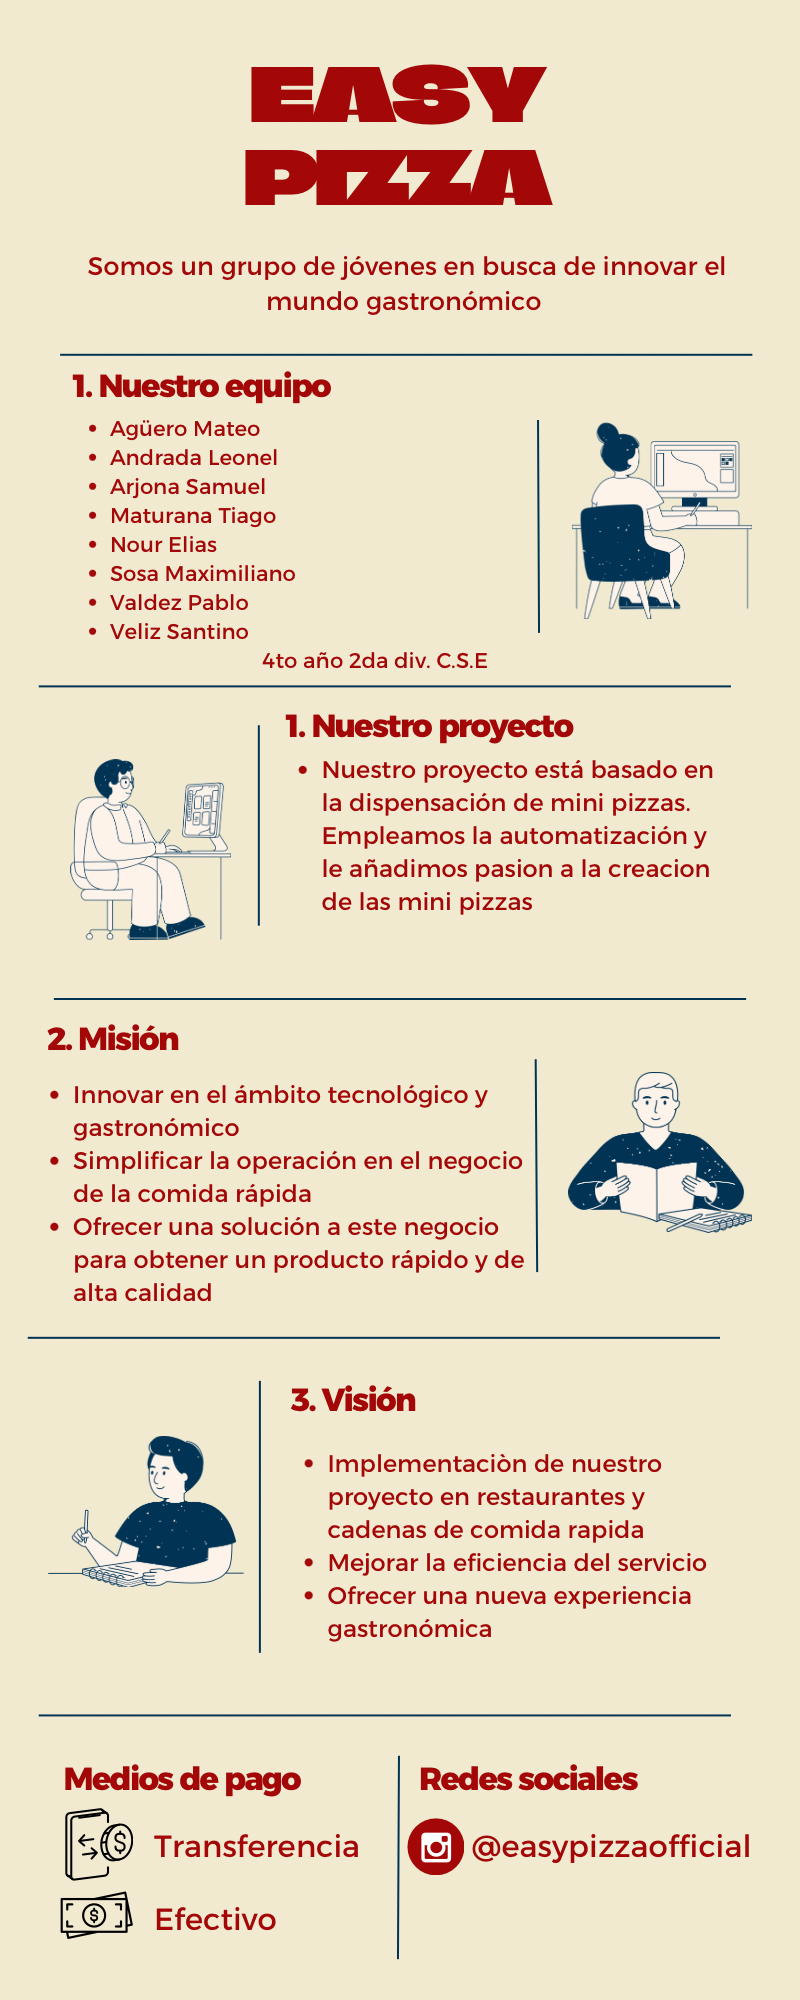 EASY
PIZZA
Somos un grupo de jóvenes en busca de innovar el
mundo gastronómico
1. Nuestro equipo
• Agüero Mateo
• Andrada Leonel
• Arjona Samuel
• Maturana Tiago
• Nour Elias
• Sosa Maximiliano
• Valdez Pablo
• Veliz Santino
4to año 2da div. C.S.E
1. Nuestro proyecto
• Nuestro proyecto está basado en
la dispensación de mini pizzas.
Empleamos la automatización y
le añadimos pasion a la creacion
de las mini pizzas
2. Misión
• Innovar en el ámbito tecnológico y
gastronómico
• Simplificar la operación en el negocio
de la comida rápida
• Ofrecer una solución a este negocio
para obtener un producto rápido y de
alta calidad
3. Visión
• Implementaciòn de nuestro
proyecto en restaurantes y
cadenas de comida rapida
• Mejorar la eficiencia del servicio
• Ofrecer una nueva experiencia
gastronómica
Medios de pago
Transferencia
Efectivo
Redes sociales
@easypizzaofficial